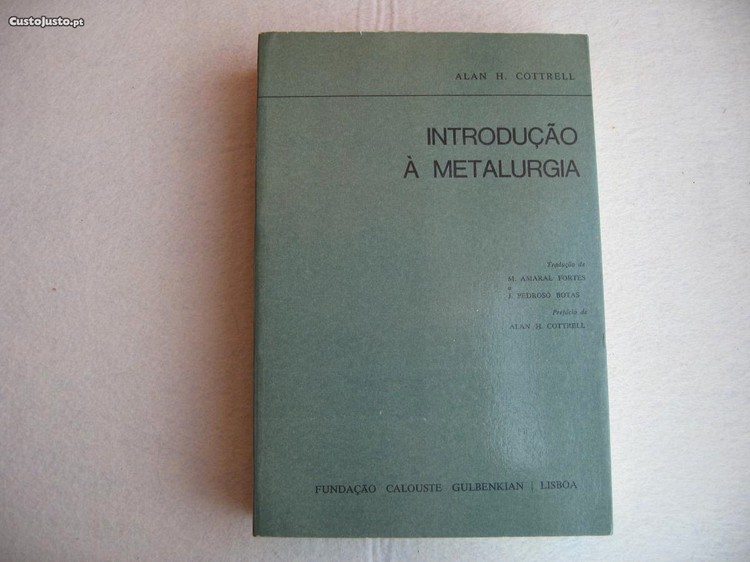 CustoJusto.pt
ALAN H. COTTRELL
INTRODUÇÃO
À METALURGIA
Tradução de
M. AMARAL FORTES
e
F. PEDROSO BOTAS
Prefácio de
ALAN H. COTTRELL
FUNDAÇÃO CALOUSTE GULBENKIAN | LISBOA